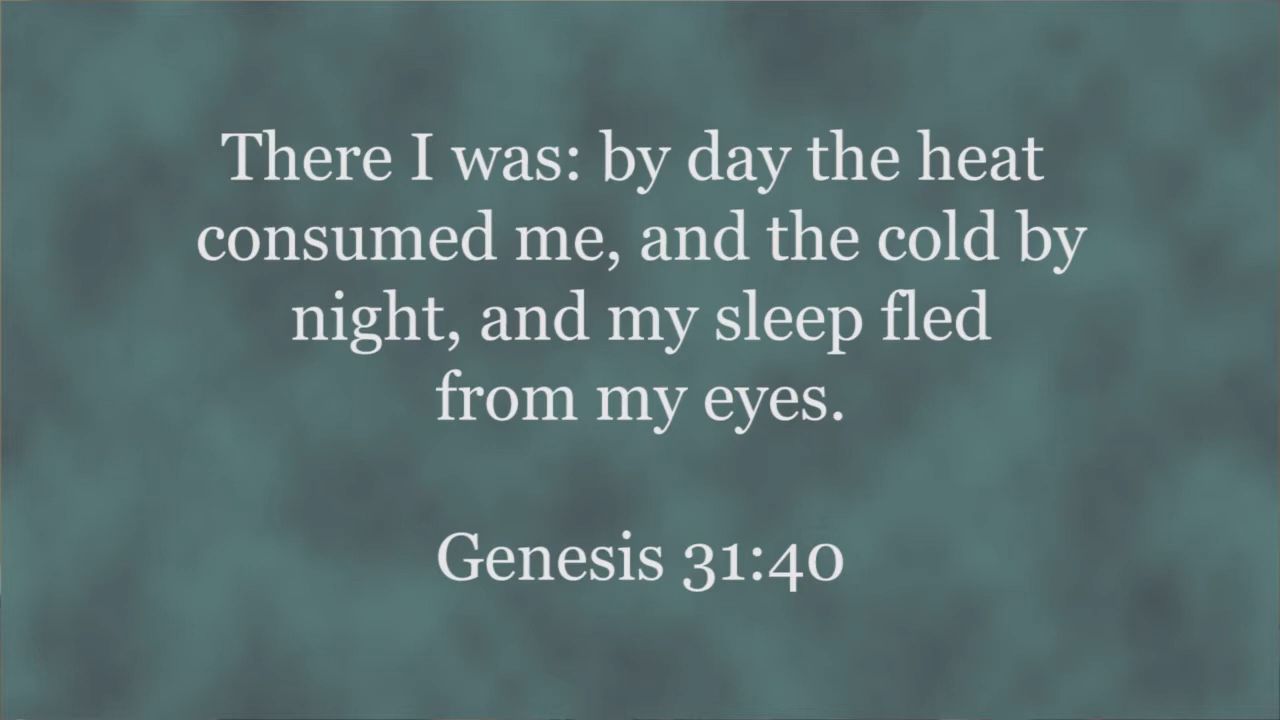 There I was: by day the heat
consumed me, and the cold by
night, and my sleep fled
from my eyes.
Genesis 31:40